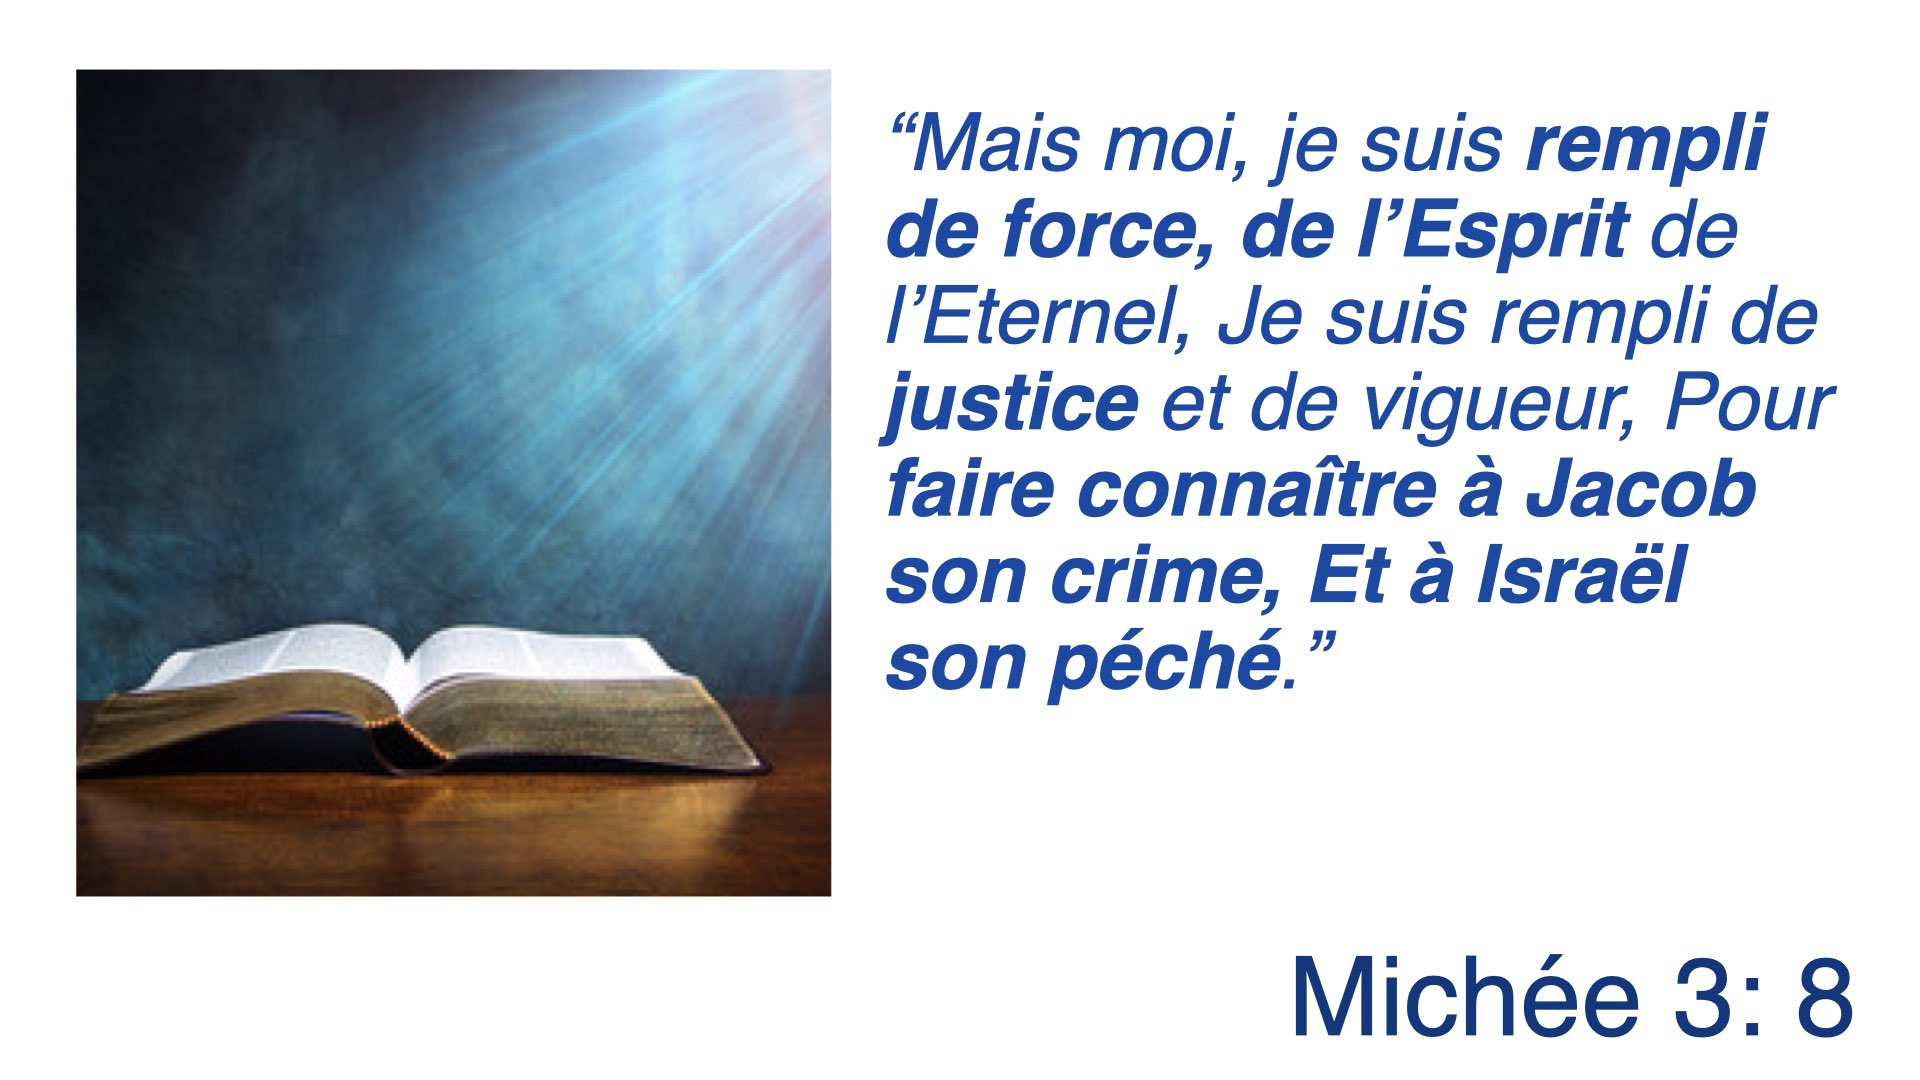 “Mais moi, je suis rempli
de force, de l’Esprit de
l’Eternel, Je suis rempli de
justice et de vigueur, Pour
faire connaître à Jacob
son crime, Et à Israël
son péché.”
Michée 3: 8